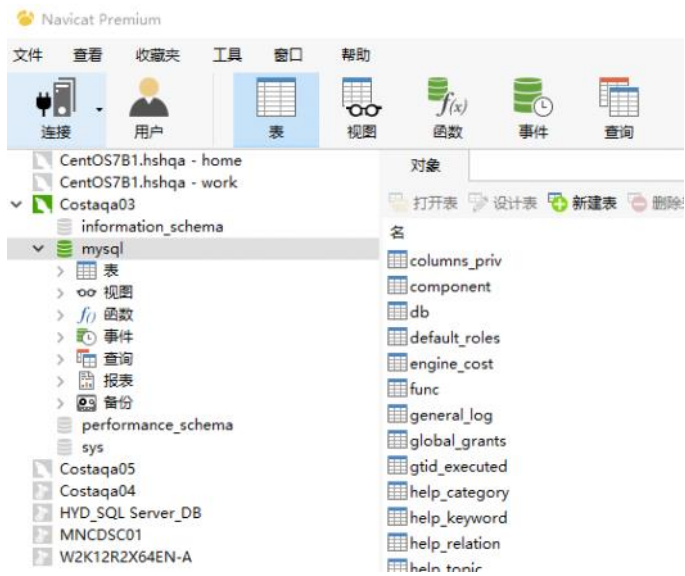 Navicat Premium
文件 查看 收藏夹 工具 窗口 帮助
连接 用户 表 视图 f(x) 函数 事件 查询
CentOS7B1.hshqa - home
CentOS7B1.hshqa - work
Costaqa03
information_schema
mysql
表
视图
f() 函数
事件
查询
报表
备份
performance_schema
sys
Costaqa05
Costaqa04
HYD_SQL Server_DB
MNCDSC01
W2K12R2X64EN-A
对象
打开表 设计表 新建表 删除
名
columns_priv
component
db
default_roles
engine_cost
func
general_log
global_grants
gtid_executed
help_category
help_keyword
help_relation
help_topic